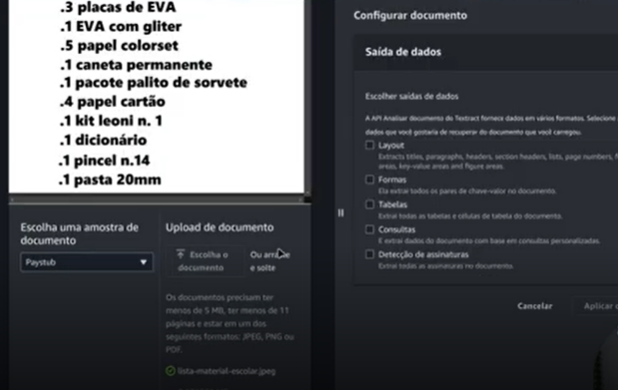 .3 placas de EVA
.1 EVA com gliter
.5 papel colorset
.1 caneta permanente
.1 pacote palito de sorvete
.4 papel cartão
.1 kit leoni n. 1
.1 dicionário
.1 pincel n.14
.1 pasta 20mm
Escolha uma amostra de documento
Paystub
Upload de documento
Escolha o documento
Ou arraste e solte
Os documentos precisam ter
menos de 5 MB, ter menos de 11
páginas e estar em um dos
seguintes formatos: JPEG, PNG ou
PDF.
lista-material-escolar.jpeg
Configurar documento
Saída de dados
Escolher saídas de dados
A API Analisar documento do Textract fornece dados em vários formatos. Selecione
dados que você gostaria de recuperar do documento que você carregou.
Layout
Extracts titles, paragraphs, headers, section headers, lists, page numbers,
areas, key-value areas and figure areas.
Formas
Ela extrai todos os pares de chave-valor no documento.
Tabelas
Extrai todas as tabelas e células de tabela do documento.
Consultas
E extrai dados do documento com base em consultas personalizadas.
Detecção de assinaturas
Extrai todas as assinaturas no documento
Cancelar
Aplicar